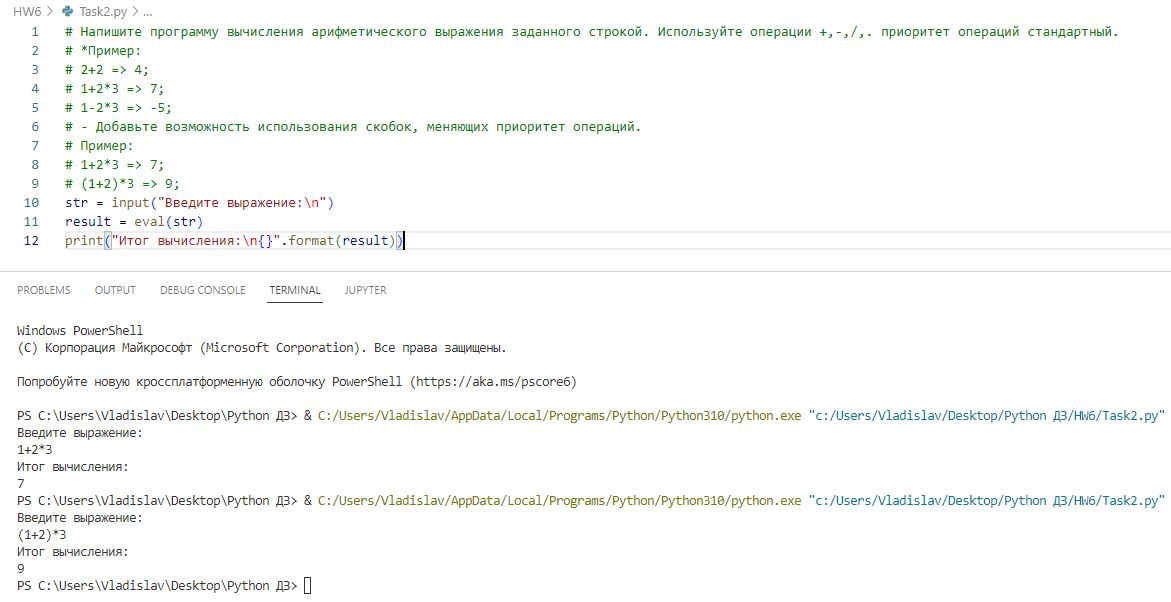 HW6 > Task2.py > ...
1 # Напишите программу вычисления арифметического выражения заданного строкой. Используйте операции +,-,/,. приоритет операций стандартный.
2 # *Пример:
3 # 2+2 => 4;
4 # 1+2*3 => 7;
5 # 1-2*3 => -5;
6 # - Добавьте возможность использования скобок, меняющих приоритет операций.
7 # Пример:
8 # 1+2*3 => 7;
9 # (1+2)*3 => 9;
10 str = input("Введите выражение:\n")
11 result = eval(str)
12 print("Итог вычисления:\n{}".format(result))
PROBLEMS OUTPUT DEBUG CONSOLE TERMINAL JUPYTER
Windows PowerShell
(C) Корпорация Майкрософт (Microsoft Corporation). Все права защищены.
Попробуйте новую кроссплатформенную оболочку PowerShell (https://aka.ms/pscore6)
PS C:\Users\Vladislav\Desktop\Python ДЗ> & C:/Users/Vladislav/AppData/Local/Programs/Python/Python310/python.exe "c:/Users/Vladislav/Desktop/Python ДЗ/HW6/Task2.py"
Введите выражение:
1+2*3
Итог вычисления:
7
PS C:\Users\Vladislav\Desktop\Python ДЗ> & C:/Users/Vladislav/AppData/Local/Programs/Python/Python310/python.exe "c:/Users/Vladislav/Desktop/Python ДЗ/HW6/Task2.py"
Введите выражение:
(1+2)*3
Итог вычисления:
9
PS C:\Users\Vladislav\Desktop\Python ДЗ>